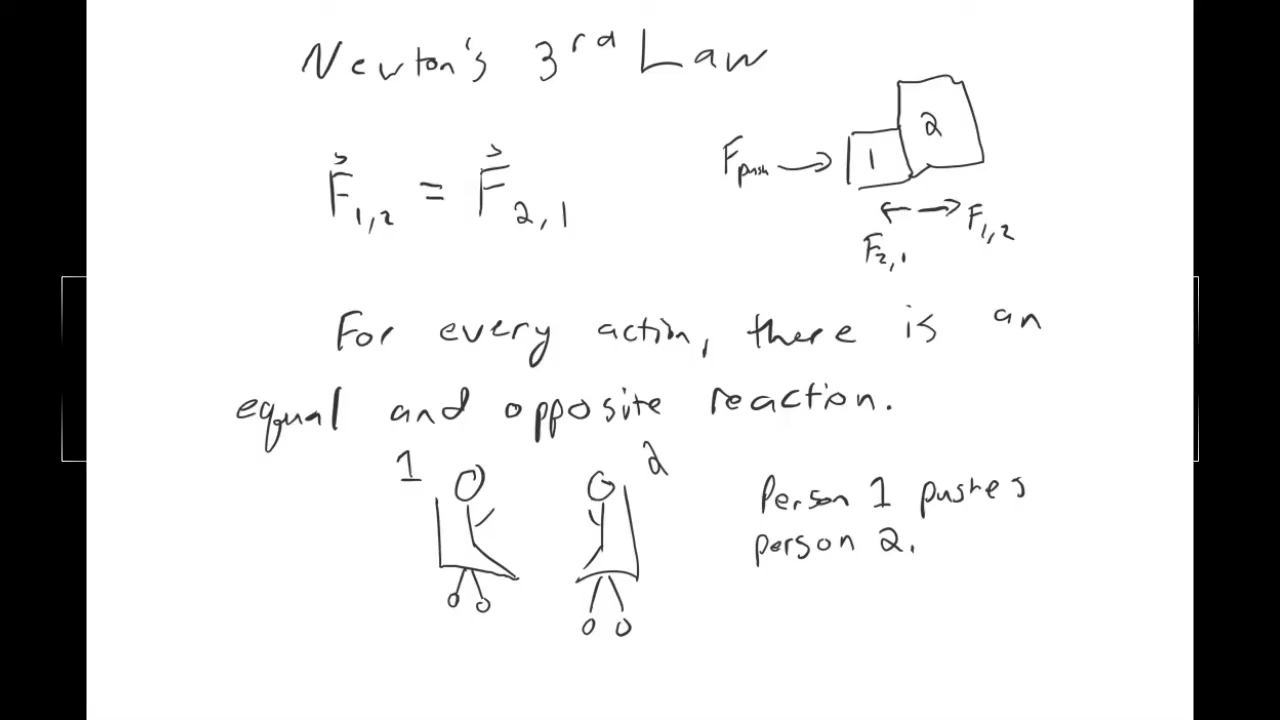 Newton's 3rd Law
F⃗1,2 = F⃗2,1
Fpush → 1 2
F2,1 F1,2
For every action, there is an
equal and opposite reaction.
1 2
Person 1 pushes
person 2.